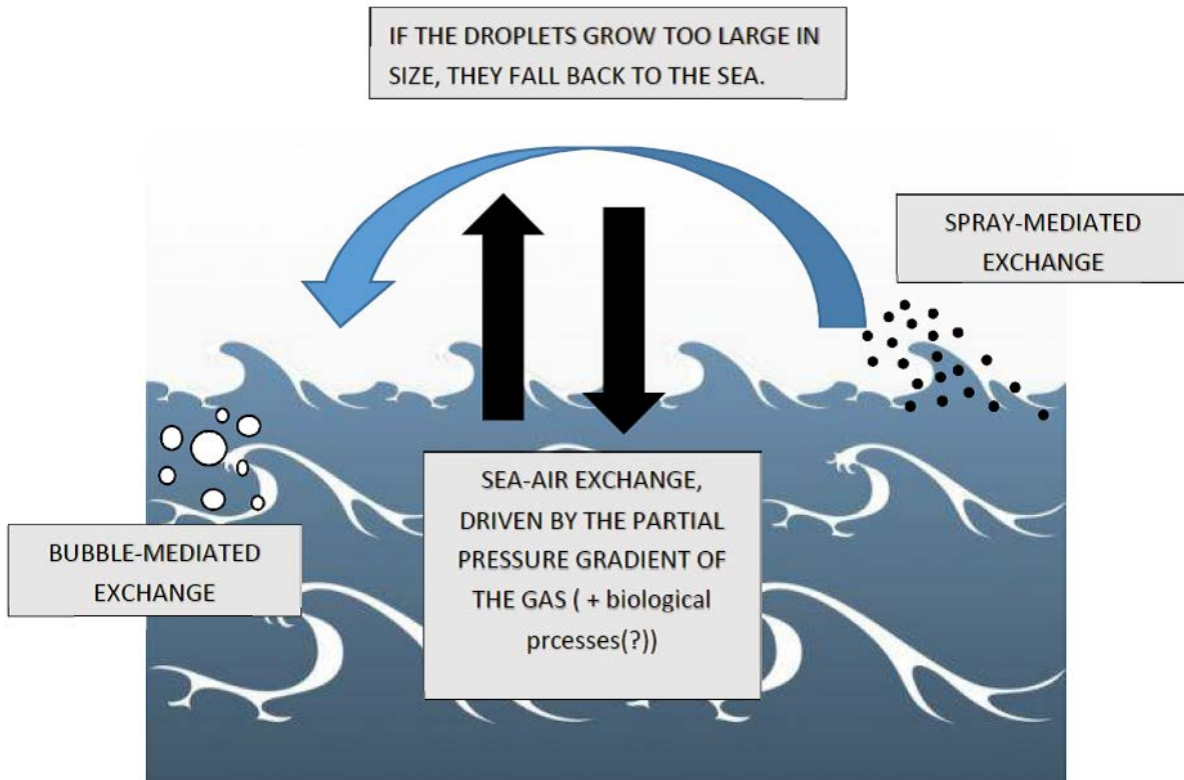 IF THE DROPLETS GROW TOO LARGE IN
SIZE, THEY FALL BACK TO THE SEA.
SPRAY-MEDIATED
EXCHANGE
SEA-AIR EXCHANGE,
DRIVEN BY THE PARTIAL
PRESSURE GRADIENT OF
THE GAS ( + biological
prcesses(?))
BUBBLE-MEDIATED
EXCHANGE